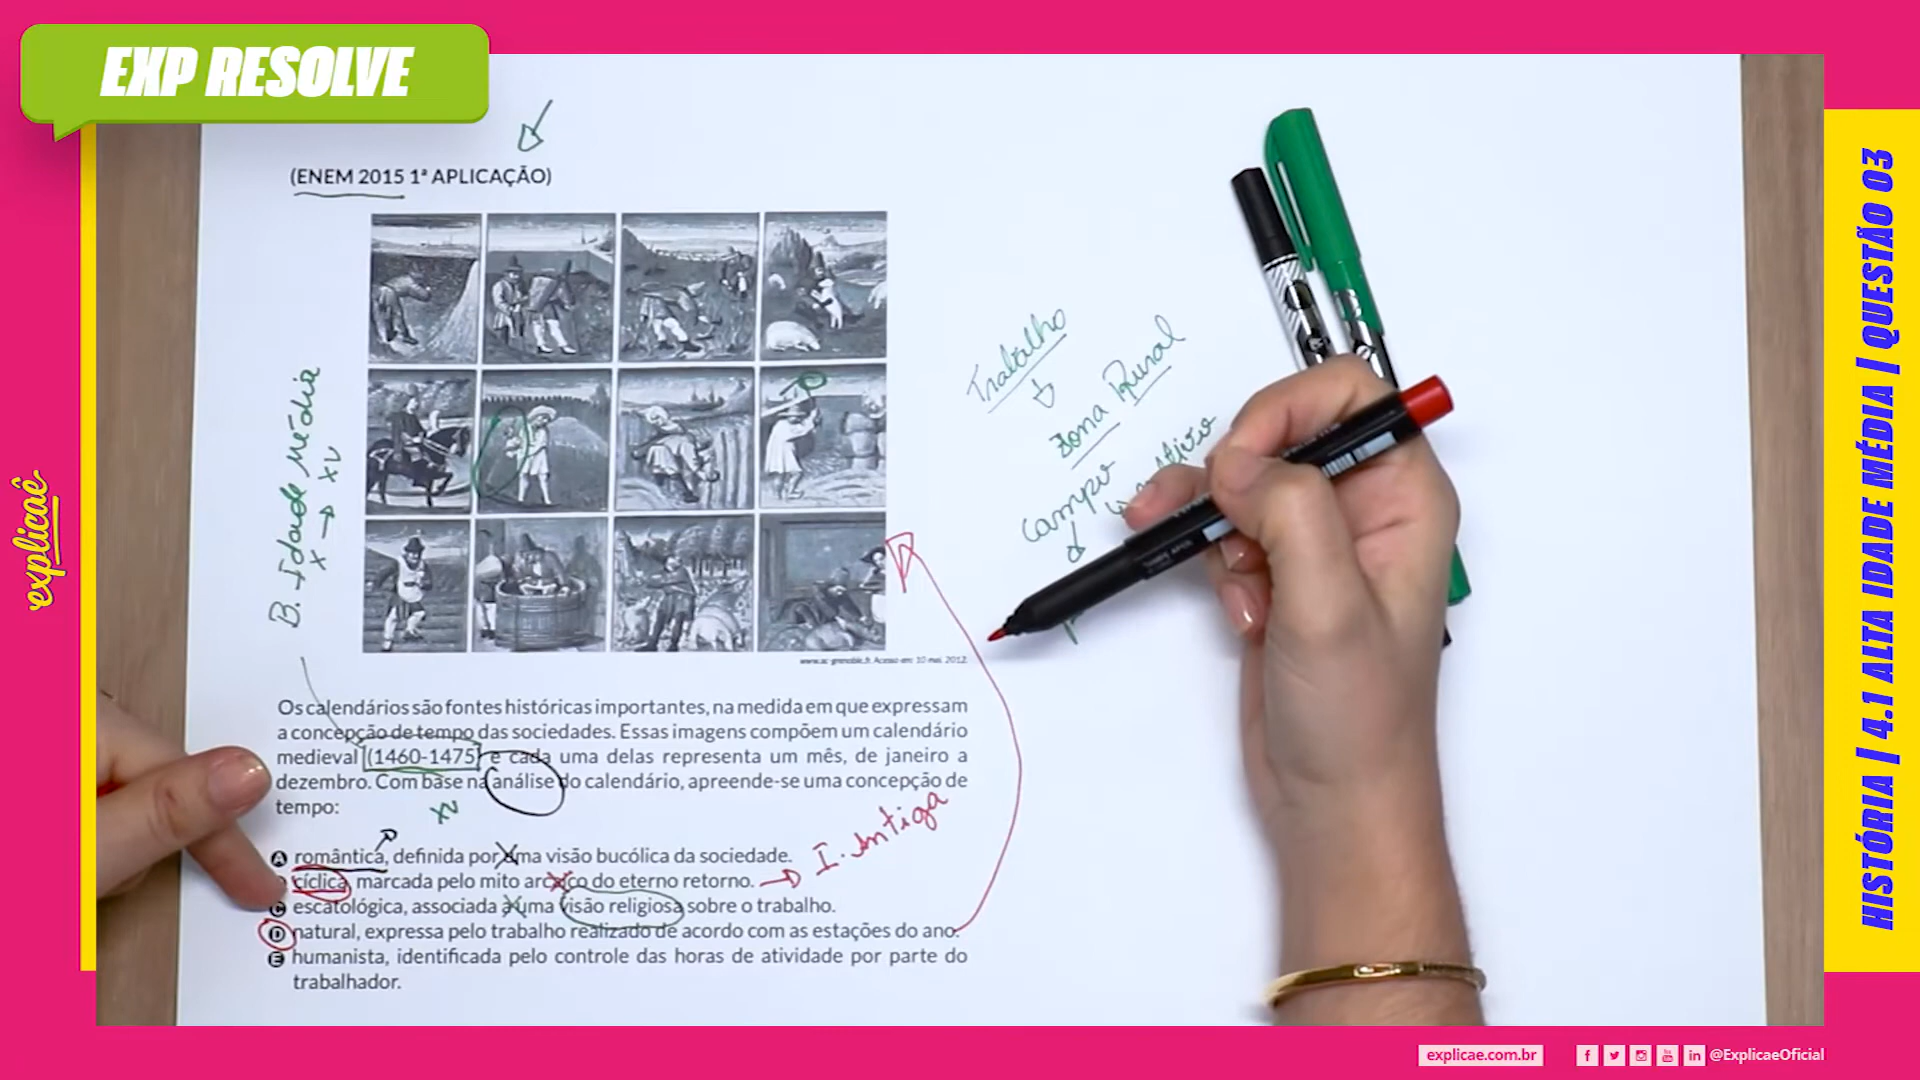 EXP RESOLVE
(ENEM 2015 1ª APLICAÇÃO)
B. Idade Média
X → XV
Trabalho
Zona Rural
Campo
www.ac-grenoble.fr. Acesso em: 10 mai. 2012.
Os calendários são fontes históricas importantes, na medida em que expressam
a concepção de tempo das sociedades. Essas imagens compõem um calendário
medieval (1460-1475) e cada uma delas representa um mês, de janeiro a
dezembro. Com base na análise do calendário, apreende-se uma concepção de
tempo:
XV
A romântica, definida por uma visão bucólica da sociedade.
cíclica, marcada pelo mito arcaico do eterno retorno. → I. Antiga
C escatológica, associada a uma visão religiosa sobre o trabalho.
D natural, expressa pelo trabalho realizado de acordo com as estações do ano.
E humanista, identificada pelo controle das horas de atividade por parte do
trabalhador.
explicaê
HISTÓRIA | 4.1 ALTA IDADE MÉDIA | QUESTÃO 03
explicae.com.br
@ExplicaeOficial